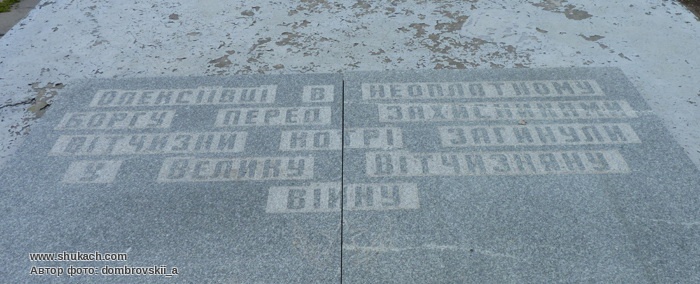 ОЛЕКСІЇВЦІ В НЕОПЛАТНОМУ
БОРГУ ПЕРЕД ЗАХИСНИКАМИ
ВІТЧИЗНИ КОТРІ ЗАГИНУЛИ
У ВЕЛИКУ ВІТЧИЗНЯНУ
ВІЙНУ
www.shukach.com
Автор фото: dombrovskii_a